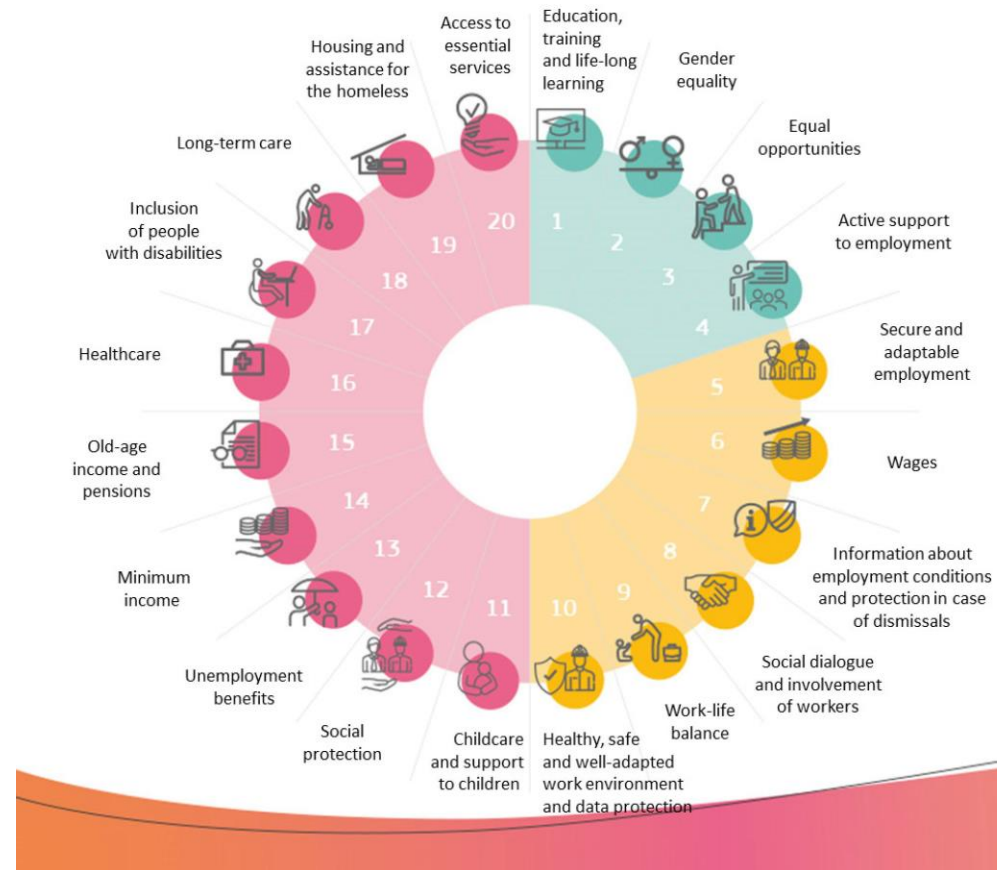 Access to
essential
services
Education,
training
and life-long
learning
Gender
equality
Equal
opportunities
Active support
to employment
Secure and
adaptable
employment
Wages
Information about
employment conditions
and protection in case
of dismissals
Social dialogue
and involvement
of workers
Work-life
balance
Healthy, safe
and well-adapted
work environment
and data protection
Childcare
and support
to children
Social
protection
Unemployment
benefits
Minimum
income
Old-age
income and
pensions
Healthcare
Inclusion
of people
with disabilities
Long-term care
Housing and
assistance for
the homeless
1
2
3
4
5
6
7
8
9
10
11
12
13
14
15
16
17
18
19
20
i